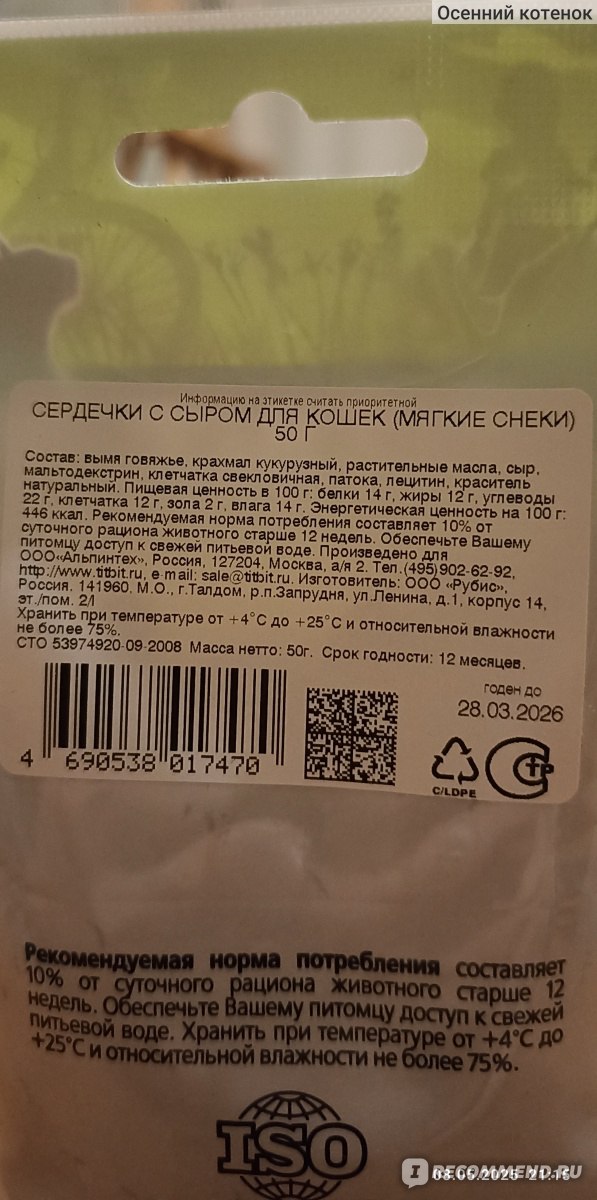 Осенний котенок
Информацию на этикетке считать приоритетной
СЕРДЕЧКИ С СЫРОМ ДЛЯ КОШЕК (МЯГКИЕ СНЕКИ)
50 Г
Состав: вымя говяжье, крахмал кукурузный, растительные масла, сыр,
мальтодекстрин, клетчатка свекловичная, патока, лецитин, краситель
натуральный. Пищевая ценность в 100 г: белки 14 г, жиры 12 г, углеводы
22 г, клетчатка 12 г, зола 2 г, влага 14 г. Энергетическая ценность на 100 г:
446 ккал. Рекомендуемая норма потребления составляет 10% от
суточного рациона животного старше 12 недель. Обеспечьте Вашему
питомцу доступ к свежей питьевой воде. Произведено для
ООО«Альпинтех», Россия, 127204, Москва, а/я 2. Тел.(495)902-62-92,
http://www.titbit.ru, e-mail: sale@titbit.ru. Изготовитель: ООО «Рубис»,
Россия. 141960. М.О., г.Талдом, р.п.Запрудня, ул.Ленина, д.1, корпус 14,
эт./пом. 2/I
Хранить при температуре от +4°С до +25°С и относительной влажности
не более 75%.
СТО 53974920-09-2008 Масса нетто: 50г. Срок годности: 12 месяцев.
годен до
28.03.2026
4 690538 017470
C/LDPE
СТР
Рекомендуемая норма потребления составляет
10% от суточного рациона животного старше 12
недель. Обеспечьте Вашему питомцу доступ к свежей
питьевой воде. Хранить при температуре от +4°С до
+25°С и относительной влажности не более 75%.
ISO
IRECOMMEND.RU
03.05.2025 21:15